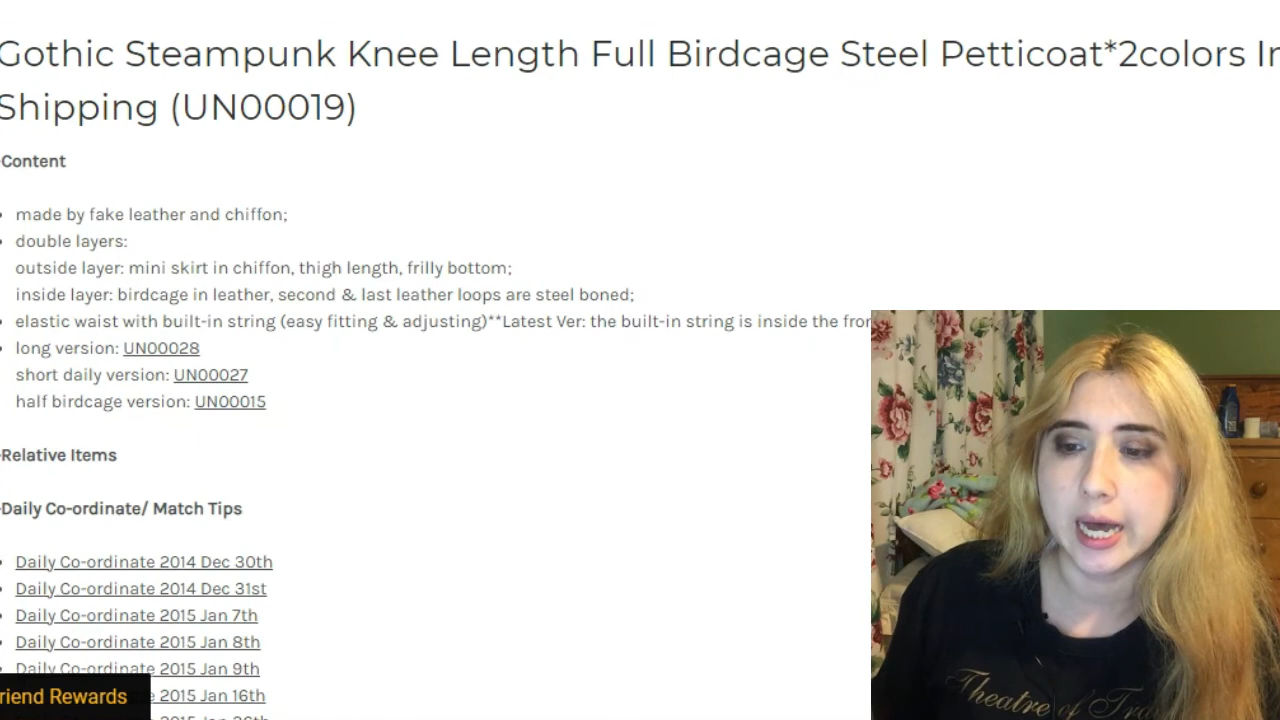 Gothic Steampunk Knee Length Full Birdcage Steel Petticoat*2colors
Shipping (UN00019)
Content
made by fake leather and chiffon;
double layers:
outside layer: mini skirt in chiffon, thigh length, frilly bottom;
inside layer: birdcage in leather, second & last leather loops are steel boned;
elastic waist with built-in string (easy fitting & adjusting)**Latest Ver: the built-in string is inside the
long version: UN00028
short daily version: UN00027
half birdcage version: UN00015
Relative Items
Daily Co-ordinate/ Match Tips
Daily Co-ordinate 2014 Dec 30th
Daily Co-ordinate 2014 Dec 31st
Daily Co-ordinate 2015 Jan 7th
Daily Co-ordinate 2015 Jan 8th
Daily Co-ordinate 2015 Jan 9th
2015 Jan 16th
riend Rewards
Theatre of